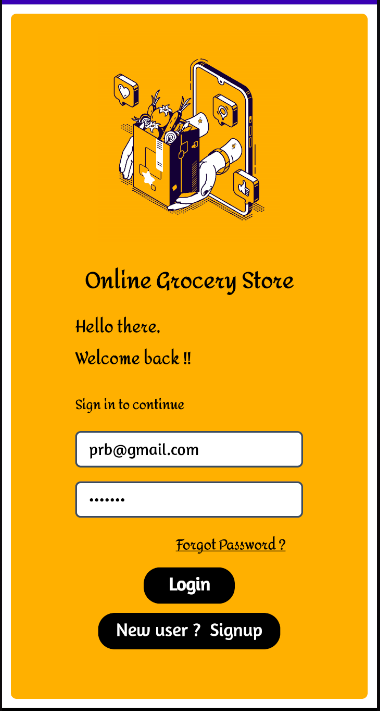 Online Grocery Store
Hello there.
Welcome back !!
Sign in to continue
prb@gmail.com
•••••••
Forgot Password ?
Login
New user ? Signup